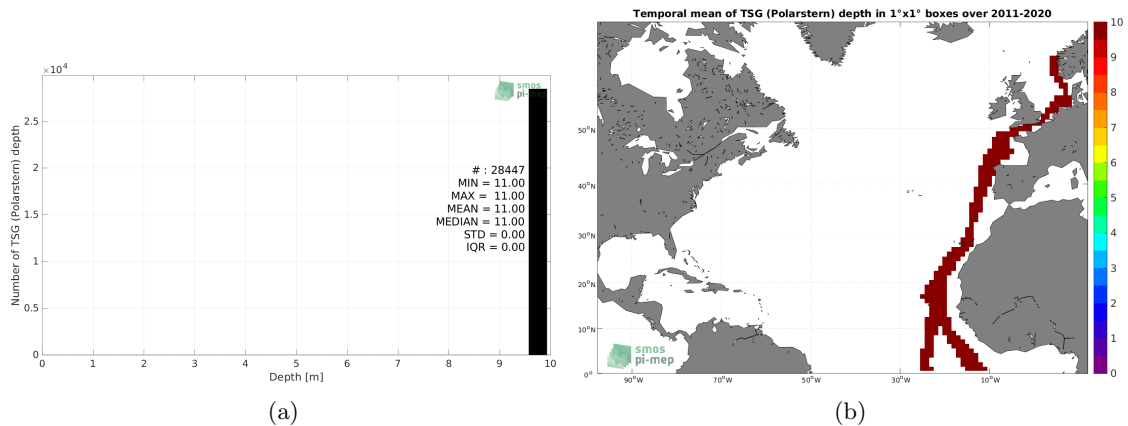 ×10⁴
smos
pi-mep
2.5
2
1.5
1
0.5
0
Number of TSG (Polarstern) depth
# : 28447
MIN = 11.00
MAX = 11.00
MEAN = 11.00
MEDIAN = 11.00
STD = 0.00
IQR = 0.00
0 1 2 3 4 5 6 7 8 9 10
Depth [m]
(a)
Temporal mean of TSG (Polarstern) depth in 1°x1° boxes over 2011-2020
50°N
40°N
30°N
20°N
10°N
0°
90°W 70°W 50°W 30°W 10°W
smos
pi-mep
10
9
8
7
6
5
4
3
2
1
0
(b)